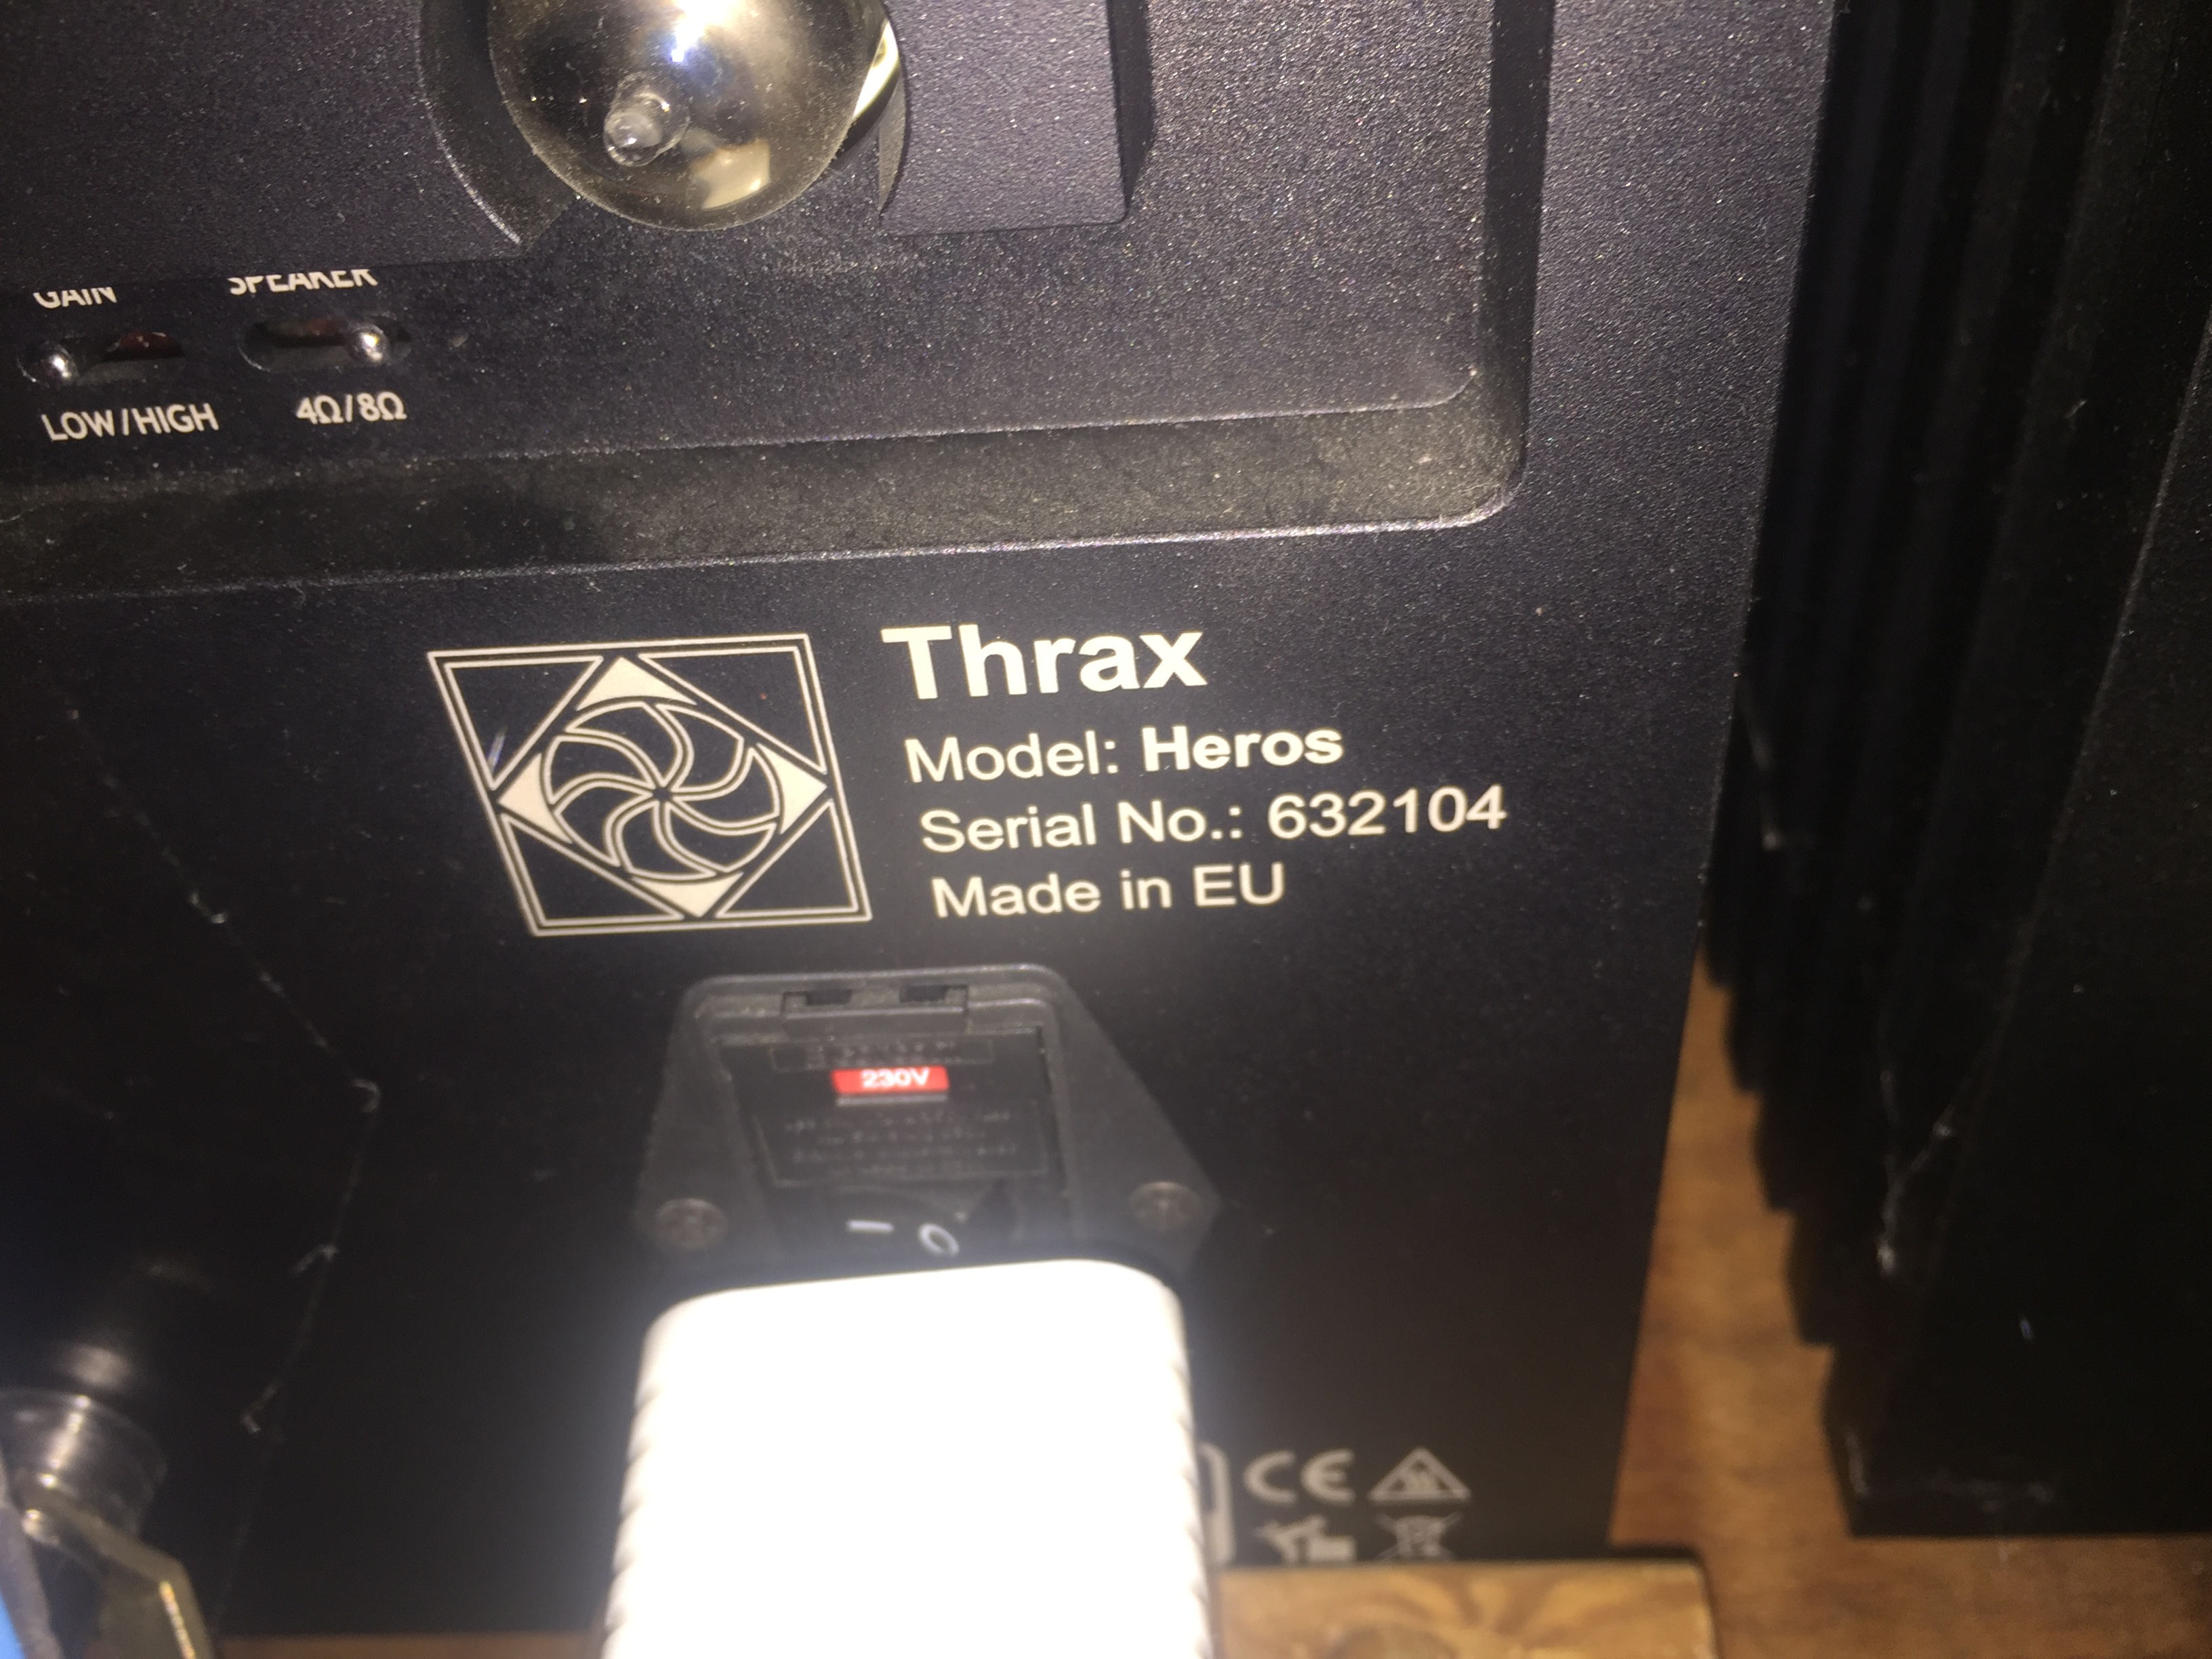 GAIN
SPEAKER
LOW/HIGH
4Ω/8Ω
Thrax
Model: Heros
Serial No.: 632104
Made in EU
230V
CE